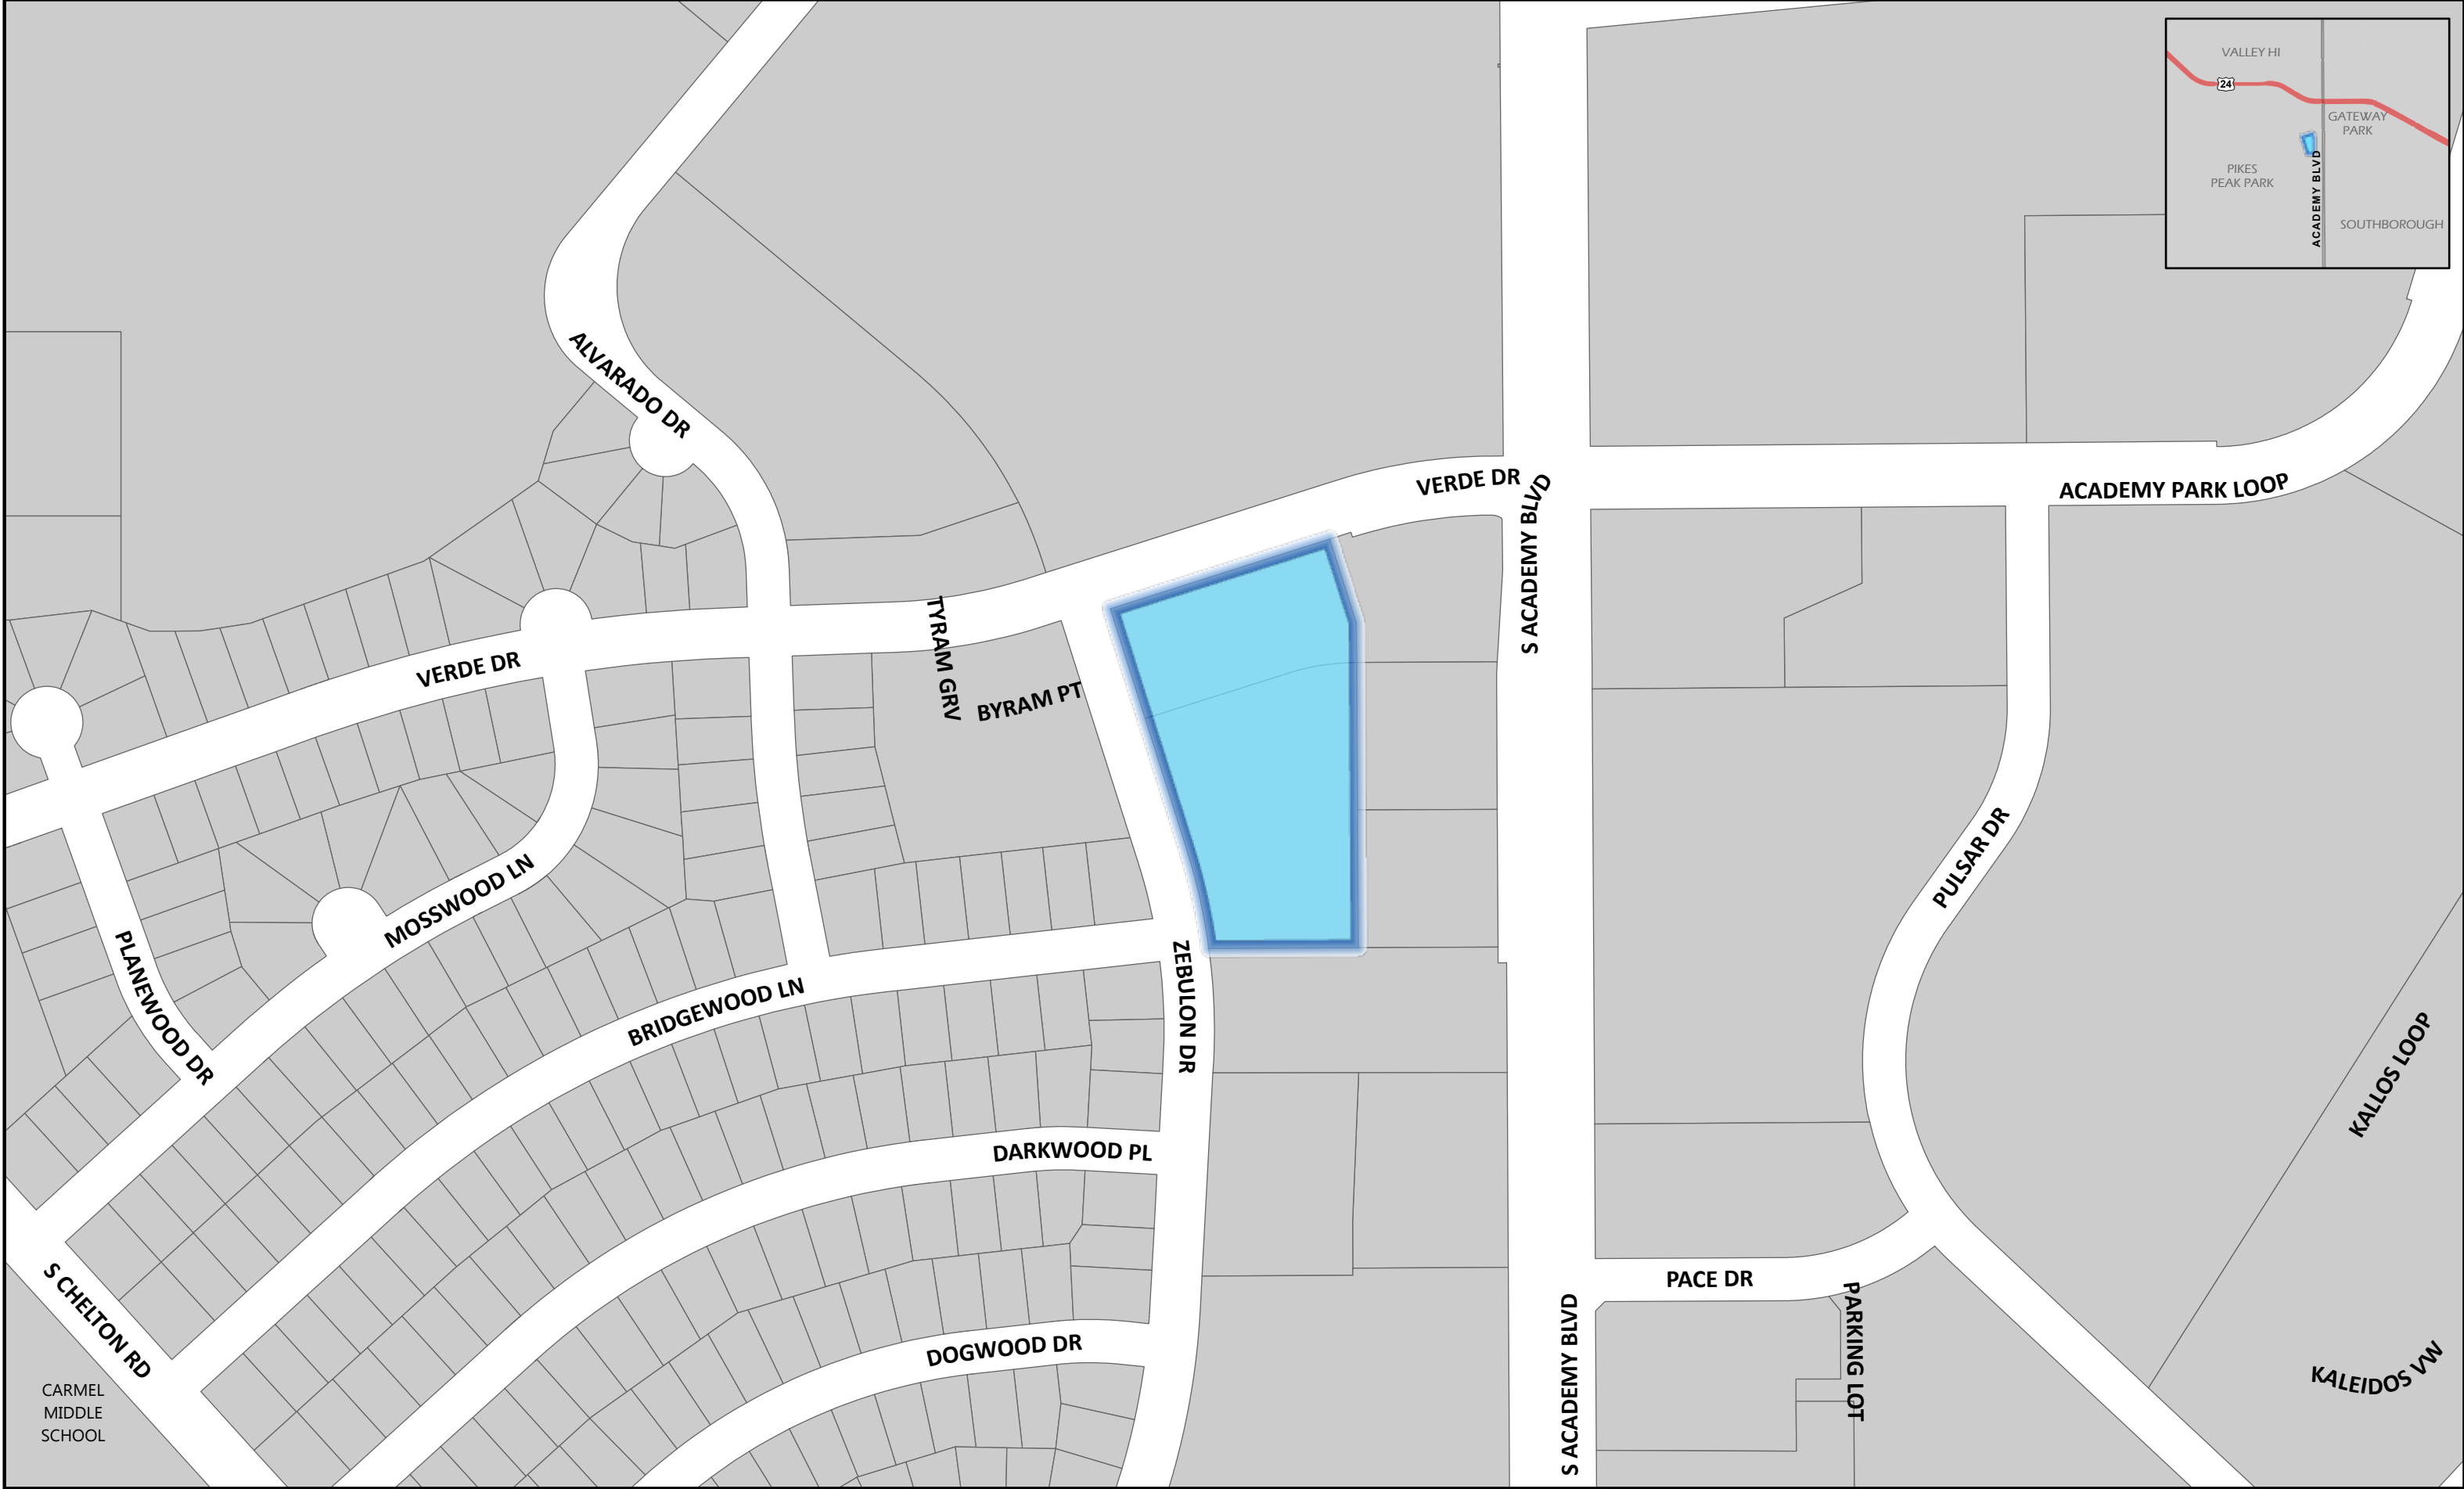 VALLEY HI
24
GATEWAY
PARK
PIKES
PEAK PARK
ACADEMY BLVD
SOUTHBOROUGH
ALVARADO DR
VERDE DR
S ACADEMY BLVD
ACADEMY PARK LOOP
TYRAM GRV
BYRAM PT
VERDE DR
PULSAR DR
MOSSWOOD LN
PLANEWOOD DR
BRIDGEWOOD LN
ZEBULON DR
KALLOS LOOP
DARKWOOD PL
PACE DR
PARKING LOT
S CHELTON RD
DOGWOOD DR
S ACADEMY BLVD
KALEIDOS VW
CARMEL
MIDDLE
SCHOOL